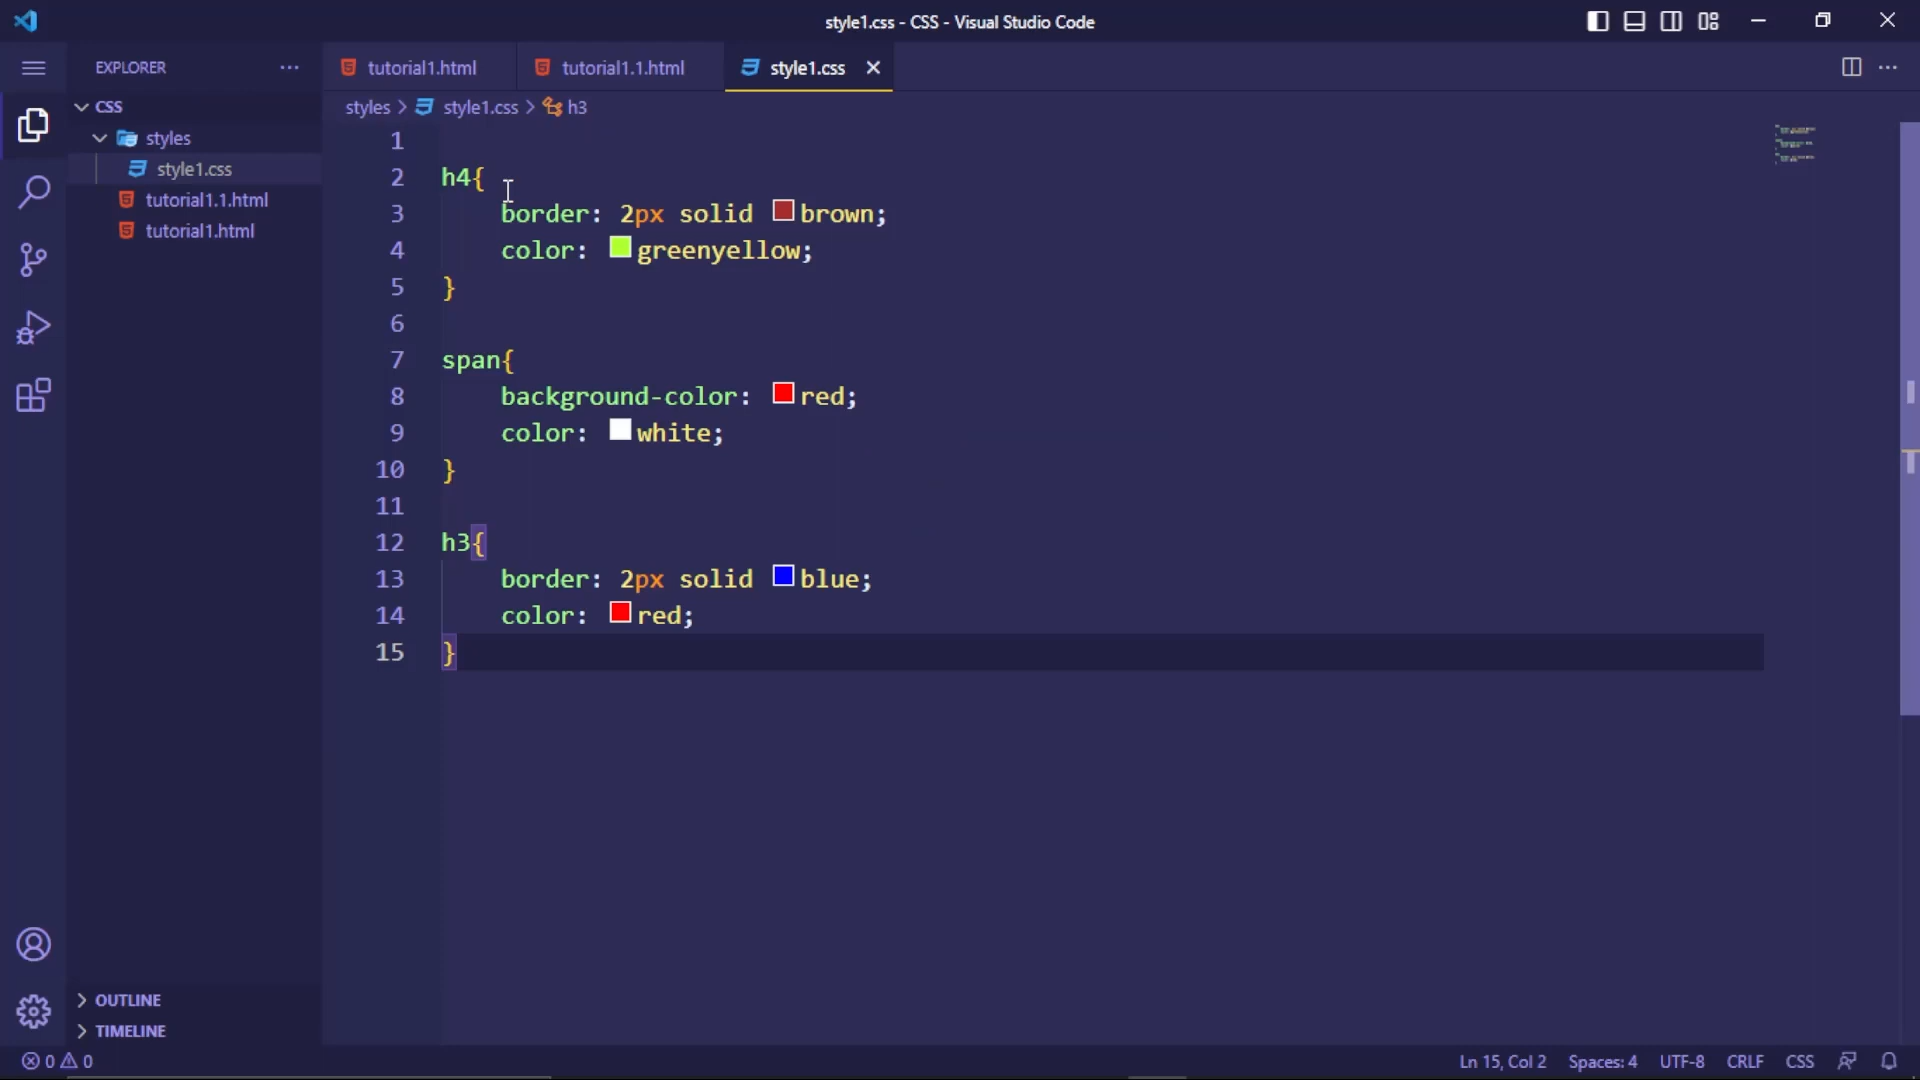 style1.css - CSS - Visual Studio Code
EXPLORER
CSS
styles
style1.css
tutorial1.1.html
tutorial1.html
OUTLINE
TIMELINE
tutorial1.html
tutorial1.1.html
style1.css
styles > style1.css > h3
1
2 h4{
3 border: 2px solid brown;
4 color: greenyellow;
5 }
6
7 span{
8 background-color: red;
9 color: white;
10 }
11
12 h3{
13 border: 2px solid blue;
14 color: red;
15 }
0 0
Ln 15, Col 2 Spaces: 4 UTF-8 CRLF CSS